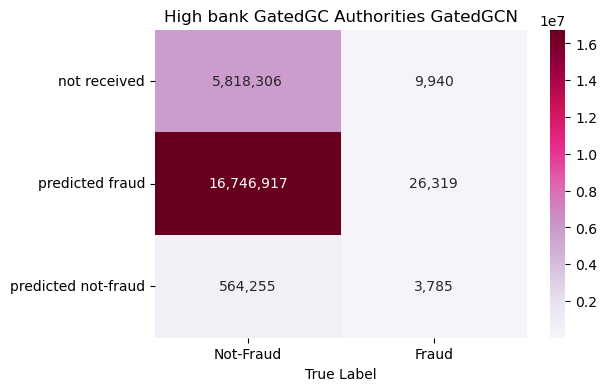 High bank GatedGC Authorities GatedGCN
1e7
not received
5,818,306
9,940
predicted fraud
16,746,917
26,319
predicted not-fraud
564,255
3,785
Not-Fraud
Fraud
True Label
1.6
1.4
1.2
1.0
0.8
0.6
0.4
0.2